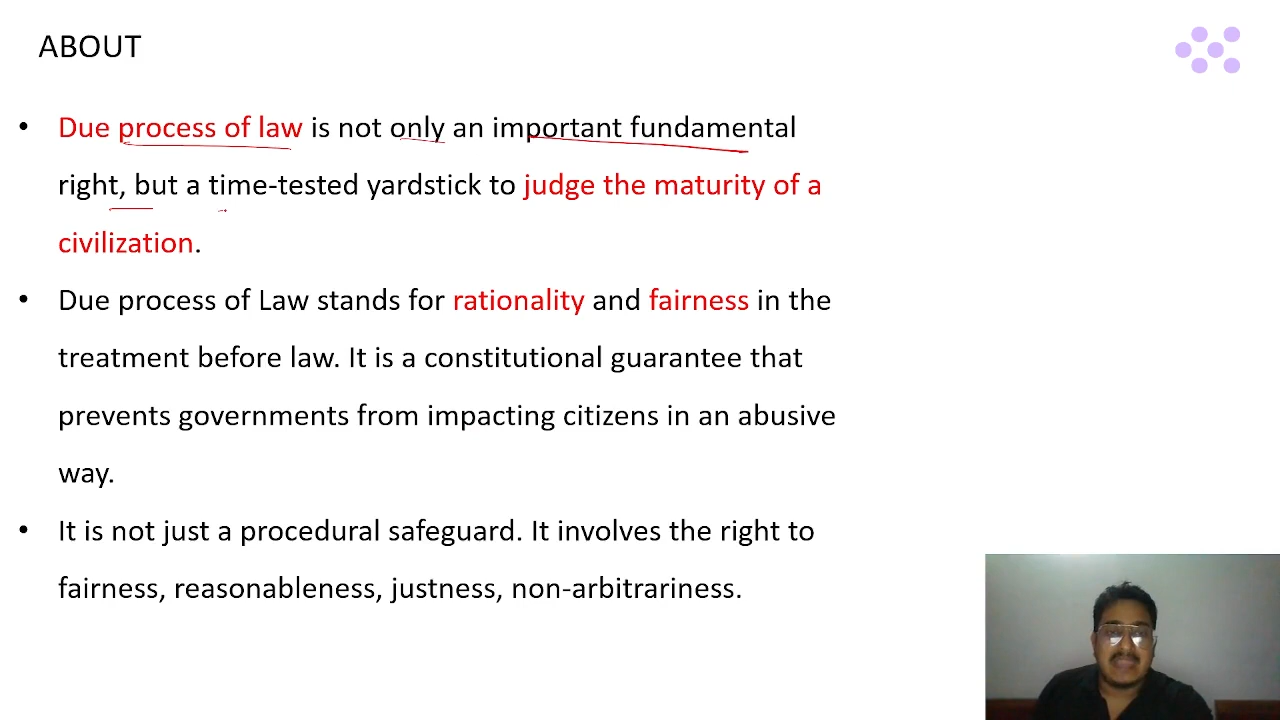 ABOUT
• Due process of law is not only an important fundamental
right, but a time-tested yardstick to judge the maturity of a
civilization.
• Due process of Law stands for rationality and fairness in the
treatment before law. It is a constitutional guarantee that
prevents governments from impacting citizens in an abusive
way.
• It is not just a procedural safeguard. It involves the right to
fairness, reasonableness, justness, non-arbitrariness.